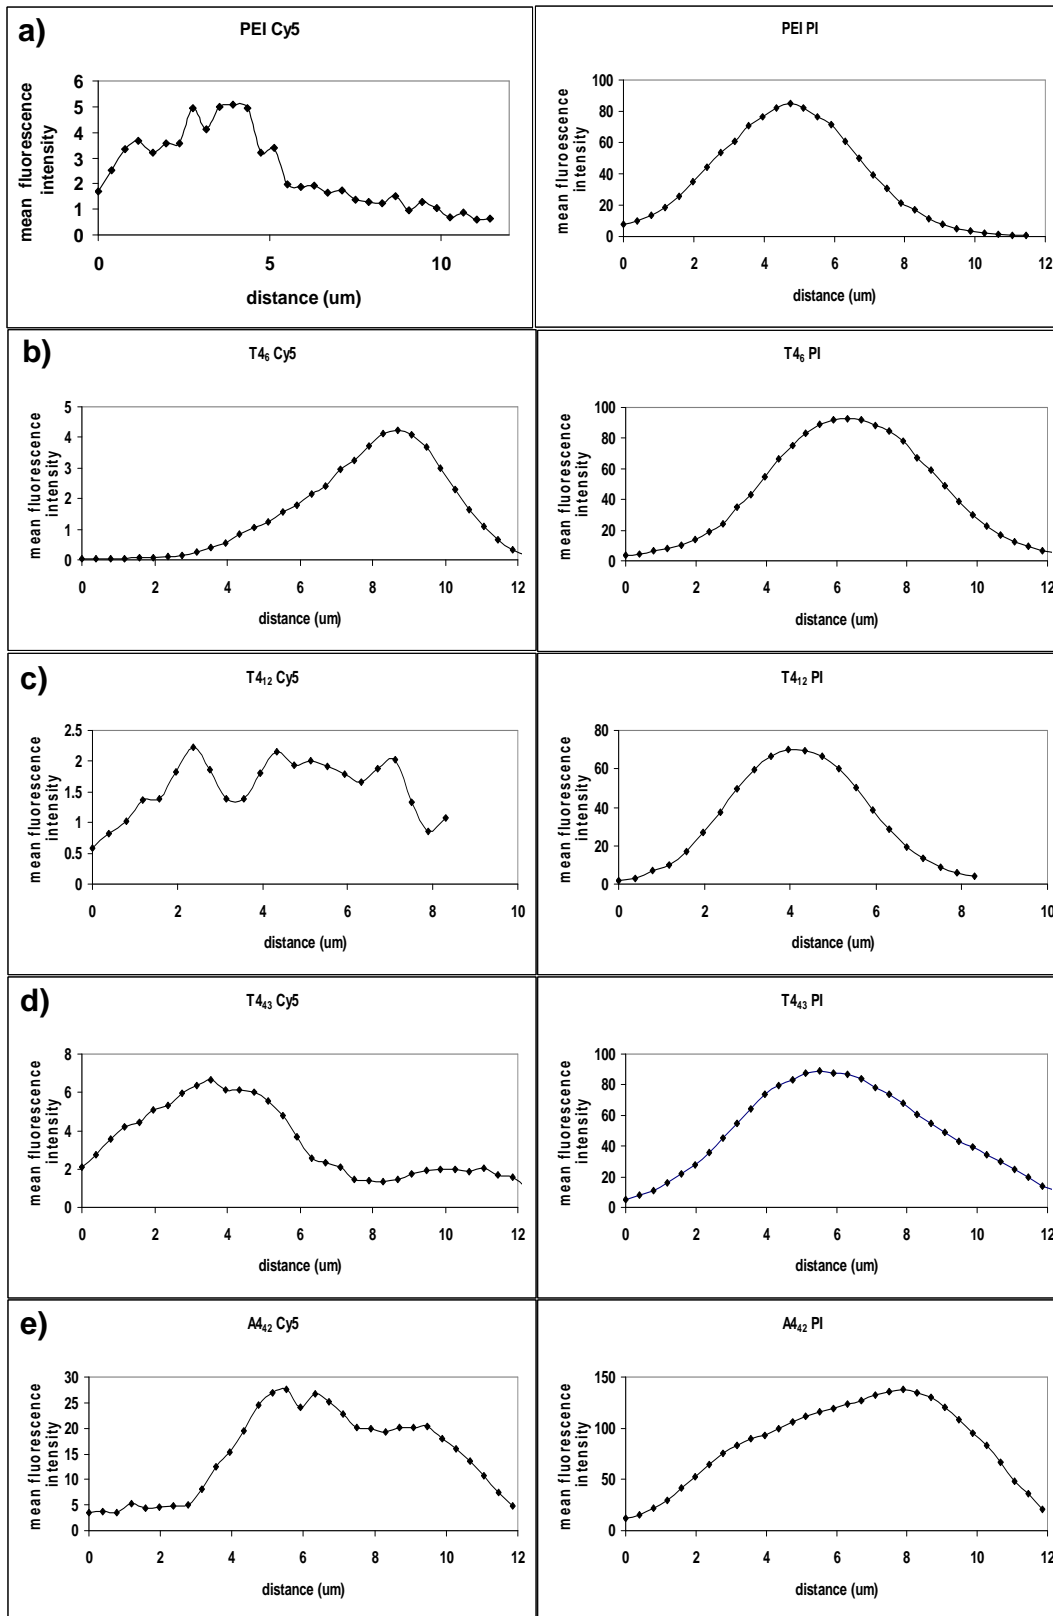 a)
PEI Cy5
6
5
4
3
2
1
0
mean fluorescence
intensity
0 5 10
distance (um)
PEI PI
100
80
60
40
20
0
mean fluroescence
intensity
0 2 4 6 8 10 12
distance (um)
b)
T4₆ Cy5
5
4
3
2
1
0
mean fluorescence
intensity
0 2 4 6 8 10 12
distance (um)
T4₆ PI
100
80
60
40
20
0
mean fluorescence
intensity
0 2 4 6 8 10 12
distance (um)
c)
T4₁₂ Cy5
2.5
2
1.5
1
0.5
0
mean fluorescence
intensity
0 2 4 6 8 10
distance (um)
T4₁₂ PI
80
60
40
20
0
mean fluorescence
intensity
0 2 4 6 8 10
distance (um)
d)
T4₄₃ Cy5
8
6
4
2
0
mean fluorescence
intensity
0 2 4 6 8 10 12
distance (um)
T4₄₃ PI
100
80
60
40
20
0
mean fluorescence
intensity
0 2 4 6 8 10 12
distance (um)
e)
A4₄₂ Cy5
30
25
20
15
10
5
0
mean fluorescence
intensity
0 2 4 6 8 10 12
distance (um)
A4₄₂ PI
150
100
50
0
mean fluorescence
intensity
0 2 4 6 8 10 12
distance (um)